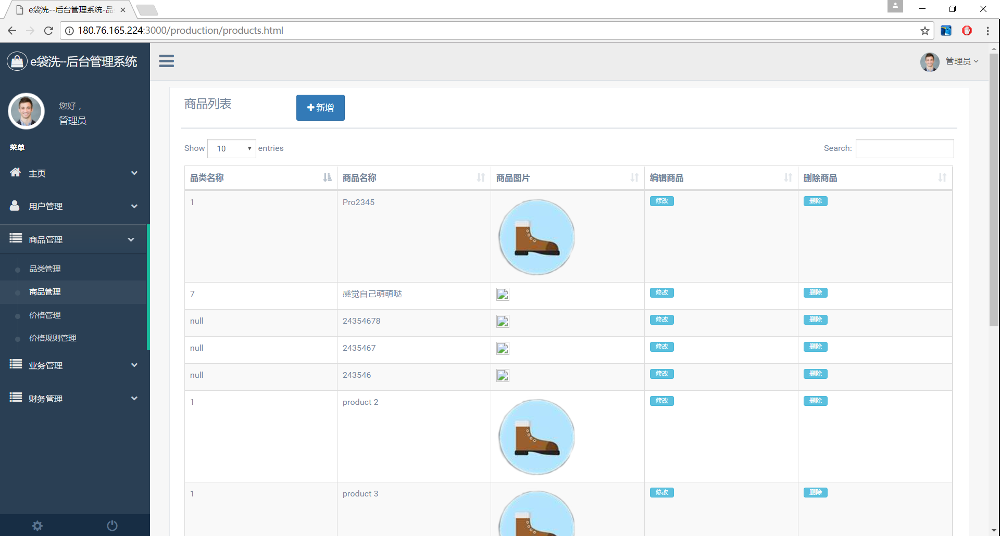 e袋洗--后台管理系统-品
180.76.165.224:3000/production/products.html
e袋洗--后台管理系统
管理员
您好，
管理员
菜单
主页
用户管理
商品管理
品类管理
商品管理
价格管理
价格规则管理
业务管理
财务管理
商品列表
新增
Show 10 entries
Search:
品类名称 商品名称 商品图片 编辑商品 删除商品
1 Pro2345 修改 删除
7 感觉自己萌萌哒 修改 删除
null 24354678 修改 删除
null 2435467 修改 删除
null 243546 修改 删除
1 product 2 修改 删除
1 product 3 修改 删除